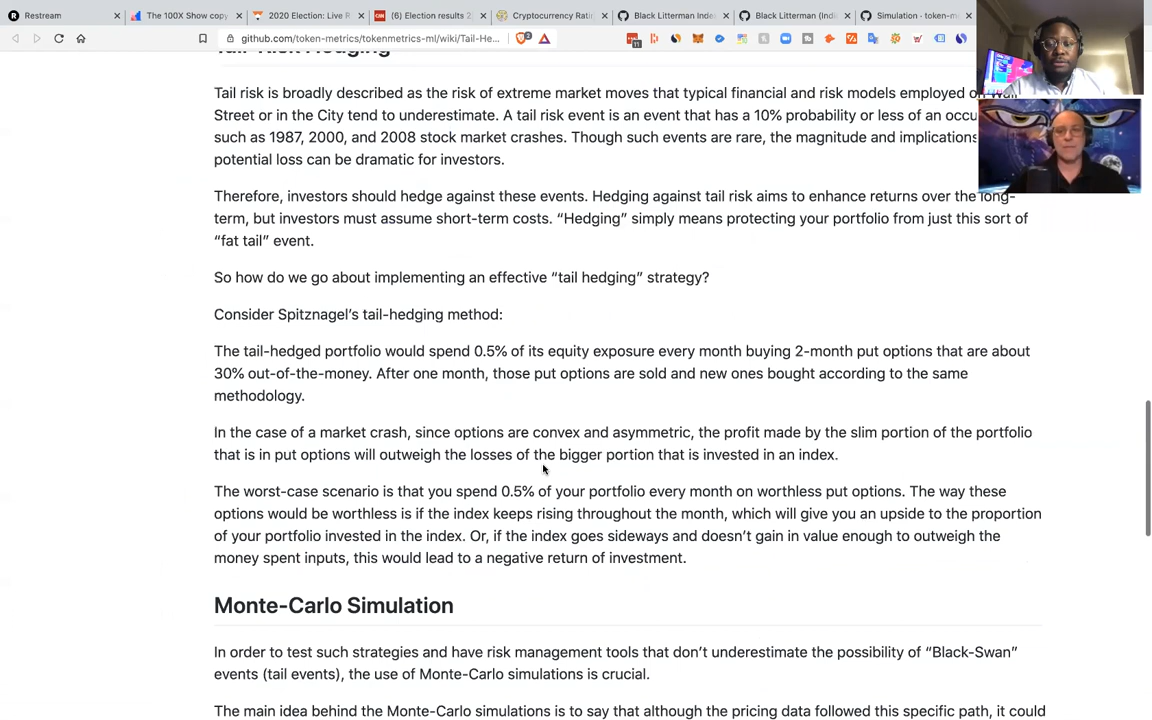 Restream
The 100X Show copy
2020 Election: Live R
(6) Election results 2
Cryptocurrency Ratin
Black Litterman Inde
Black Litterman (Indi
Simulation · token-m
github.com/token-metrics/tokenmetrics-ml/wiki/Tail-He...
Tail-Risk Hedging
Tail risk is broadly described as the risk of extreme market moves that typical financial and risk models employed on Wall
Street or in the City tend to underestimate. A tail risk event is an event that has a 10% probability or less of an occu
such as 1987, 2000, and 2008 stock market crashes. Though such events are rare, the magnitude and implications
potential loss can be dramatic for investors.
Therefore, investors should hedge against these events. Hedging against tail risk aims to enhance returns over the long-
term, but investors must assume short-term costs. “Hedging” simply means protecting your portfolio from just this sort of
“fat tail” event.
So how do we go about implementing an effective “tail hedging” strategy?
Consider Spitznagel’s tail-hedging method:
The tail-hedged portfolio would spend 0.5% of its equity exposure every month buying 2-month put options that are about
30% out-of-the-money. After one month, those put options are sold and new ones bought according to the same
methodology.
In the case of a market crash, since options are convex and asymmetric, the profit made by the slim portion of the portfolio
that is in put options will outweigh the losses of the bigger portion that is invested in an index.
The worst-case scenario is that you spend 0.5% of your portfolio every month on worthless put options. The way these
options would be worthless is if the index keeps rising throughout the month, which will give you an upside to the proportion
of your portfolio invested in the index. Or, if the index goes sideways and doesn’t gain in value enough to outweigh the
money spent inputs, this would lead to a negative return of investment.
Monte-Carlo Simulation
In order to test such strategies and have risk management tools that don’t underestimate the possibility of “Black-Swan”
events (tail events), the use of Monte-Carlo simulations is crucial.
The main idea behind the Monte-Carlo simulations is to say that although the pricing data followed this specific path, it could